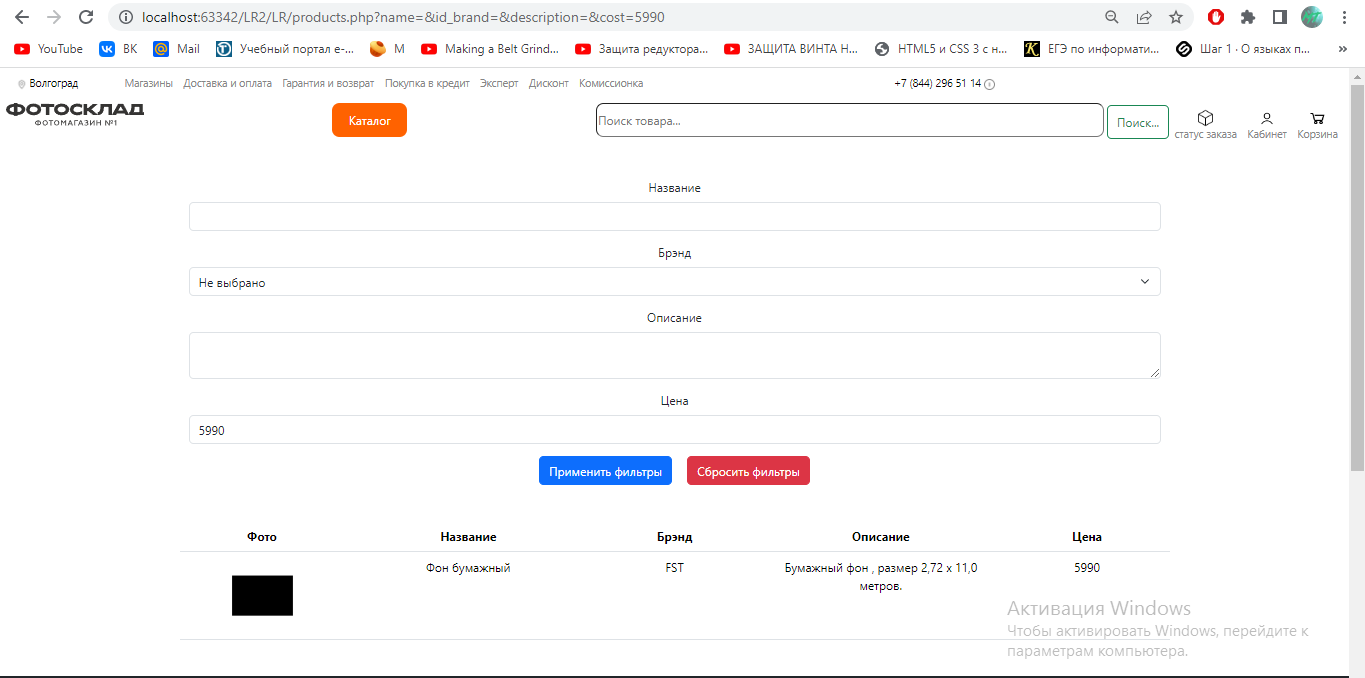 localhost:63342/LR2/LR/products.php?name=&id_brand=&description=&cost=5990
YouTube ВК Mail Учебный портал е-... М Making a Belt Grind... Защита редуктора... ЗАЩИТА ВИНТА Н... HTML5 и CSS 3 с н... ЕГЭ по информати... Шаг 1 · О языках п... »
Волгоград Магазины Доставка и оплата Гарантия и возврат Покупка в кредит Эксперт Дисконт Комиссионка +7 (844) 296 51 14
ФОТОСКЛАД
ФОТОМАГАЗИН №1
Каталог
Поиск товара...
Поиск...
статус заказа Кабинет Корзина
Название
Брэнд
Не выбрано
Описание
Цена
5990
Применить фильтры Сбросить фильтры
Фото Название Брэнд Описание Цена
Фон бумажный FST Бумажный фон , размер 2,72 х 11,0 5990
метров.
Активация Windows
Чтобы активировать Windows, перейдите к
параметрам компьютера.